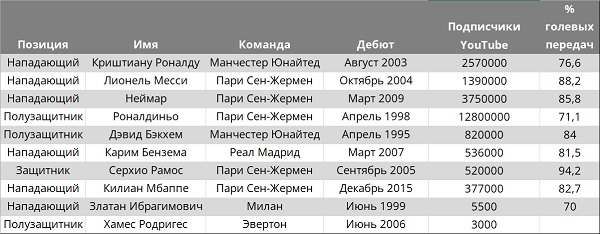 Позиция Имя Команда Дебют Подписчики YouTube % голевых передач
Нападающий Криштиану Роналду Манчестер Юнайтед Август 2003 2570000 76,6
Нападающий Лионель Месси Пари Сен-Жермен Октябрь 2004 1390000 88,2
Нападающий Неймар Пари Сен-Жермен Март 2009 3750000 85,8
Полузащитник Роналдиньо Пари Сен-Жермен Апрель 1998 12800000 71,1
Полузащитник Дэвид Бэкхем Манчестер Юнайтед Апрель 1995 820000 84
Нападающий Карим Бензема Реал Мадрид Март 2007 536000 81,5
Защитник Серхио Рамос Пари Сен-Жермен Сентябрь 2005 520000 94,2
Нападающий Килиан Мбаппе Пари Сен-Жермен Декабрь 2015 377000 82,7
Нападающий Златан Ибрагимович Милан Июнь 1999 5500 70
Полузащитник Хамес Родригес Эвертон Июнь 2006 3000